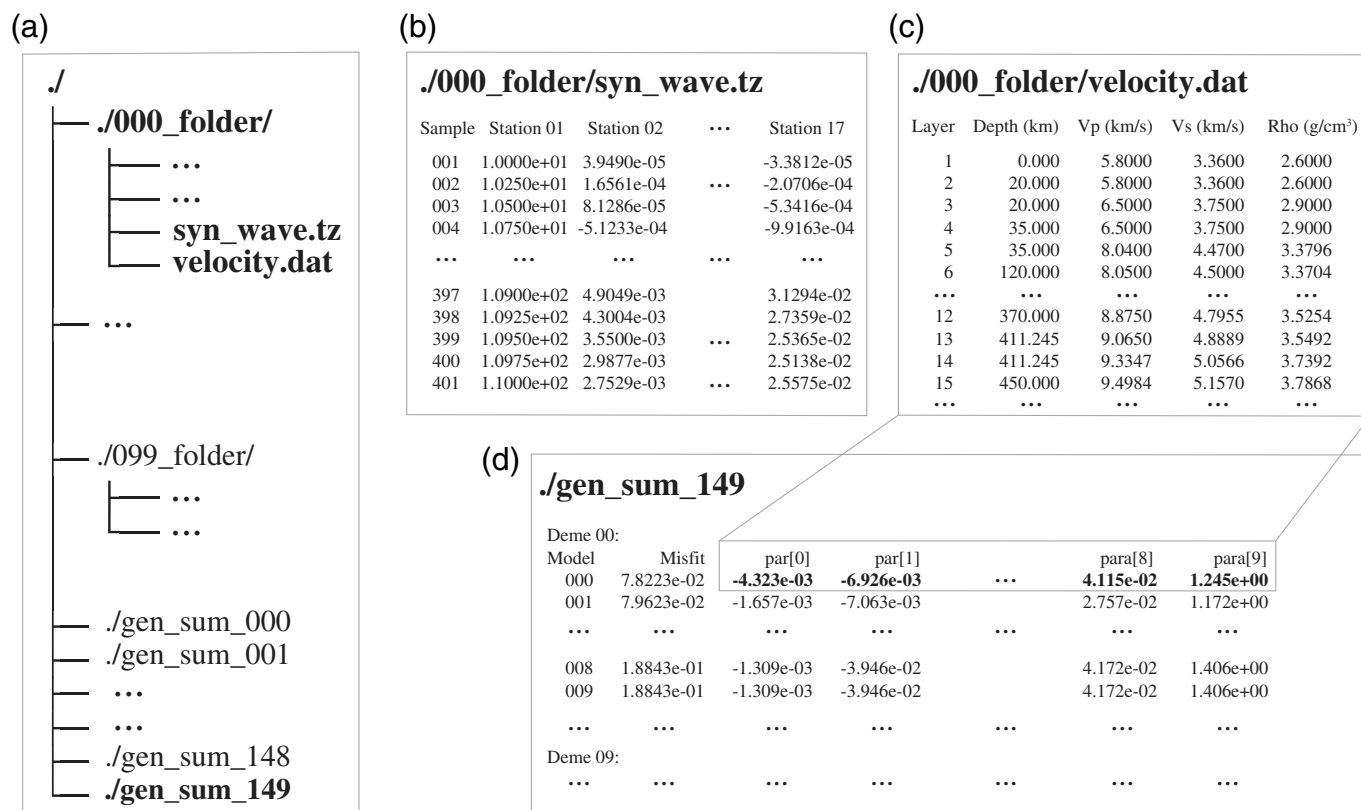 (a)
./
./000_folder/
...
...
syn_wave.tz
velocity.dat
...
./099_folder/
...
...
./gen_sum_000
./gen_sum_001
...
...
./gen_sum_148
./gen_sum_149
(b)
./000_folder/syn_wave.tz
Sample Station 01 Station 02 ... Station 17
001 1.0000e+01 3.9490e-05 -3.3812e-05
002 1.0250e+01 1.6561e-04 ... -2.0706e-04
003 1.0500e+01 8.1286e-05 -5.3416e-04
004 1.0750e+01 -5.1233e-04 -9.9163e-04
... ... ... ... ...
397 1.0900e+02 4.9049e-03 3.1294e-02
398 1.0925e+02 4.3004e-03 2.7359e-02
399 1.0950e+02 3.5500e-03 ... 2.5365e-02
400 1.0975e+02 2.9877e-03 2.5138e-02
401 1.1000e+02 2.7529e-03 ... 2.5575e-02
(c)
./000_folder/velocity.dat
Layer Depth (km) Vp (km/s) Vs (km/s) Rho (g/cm³)
1 0.000 5.8000 3.3600 2.6000
2 20.000 5.8000 3.3600 2.6000
3 20.000 6.5000 3.7500 2.9000
4 35.000 6.5000 3.7500 2.9000
5 35.000 8.0400 4.4700 3.3796
6 120.000 8.0500 4.5000 3.3704
... ... ... ... ...
12 370.000 8.8750 4.7955 3.5254
13 411.245 9.0650 4.8889 3.5492
14 411.245 9.3347 5.0566 3.7392
15 450.000 9.4984 5.1570 3.7868
... ... ... ... ...
(d)
./gen_sum_149
Deme 00:
Model Misfit par[0] par[1] para[8] para[9]
000 7.8223e-02 -4.323e-03 -6.926e-03 ... 4.115e-02 1.245e+00
001 7.9623e-02 -1.657e-03 -7.063e-03 2.757e-02 1.172e+00
... ... ... ... ... ... ...
008 1.8843e-01 -1.309e-03 -3.946e-02 4.172e-02 1.406e+00
009 1.8843e-01 -1.309e-03 -3.946e-02 4.172e-02 1.406e+00
... ... ... ... ... ... ...
Deme 09:
... ... ... ... ... ... ...